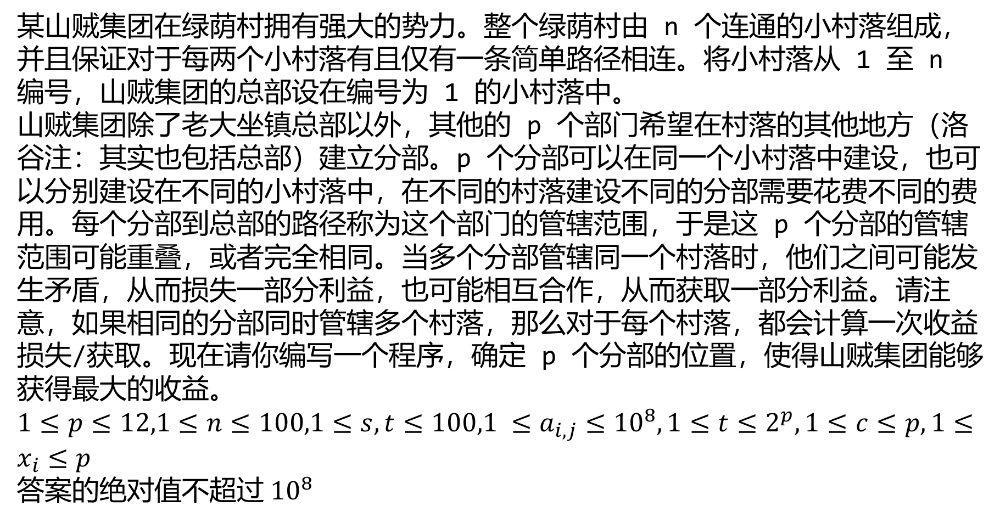 某山贼集团在绿荫村拥有强大的势力。整个绿荫村由 n 个连通的小村落组成，
并且保证对于每两个小村落有且仅有一条简单路径相连。将小村落从 1 至 n
编号，山贼集团的总部设在编号为 1 的小村落中。
山贼集团除了老大坐镇总部以外，其他的 p 个部门希望在村落的其他地方（洛
谷注：其实也包括总部）建立分部。p 个分部可以在同一个小村落中建设，也可
以分别建设在不同的小村落中，在不同的村落建设不同的分部需要花费不同的费
用。每个分部到总部的路径称为这个部门的管辖范围，于是这 p 个分部的管辖
范围可能重叠，或者完全相同。当多个分部管辖同一个村落时，他们之间可能发
生矛盾，从而损失一部分利益，也可能相互合作，从而获取一部分利益。请注
意，如果相同的分部同时管辖多个村落，那么对于每个村落，都会计算一次收益
损失/获取。现在请你编写一个程序，确定 p 个分部的位置，使得山贼集团能够
获得最大的收益。
1 ≤ p ≤ 12,1 ≤ n ≤ 100,1 ≤ s, t ≤ 100,1 ≤ a_{i,j} ≤ 10^8, 1 ≤ t ≤ 2^p, 1 ≤ c ≤ p, 1 ≤
x_i ≤ p
答案的绝对值不超过 10^8